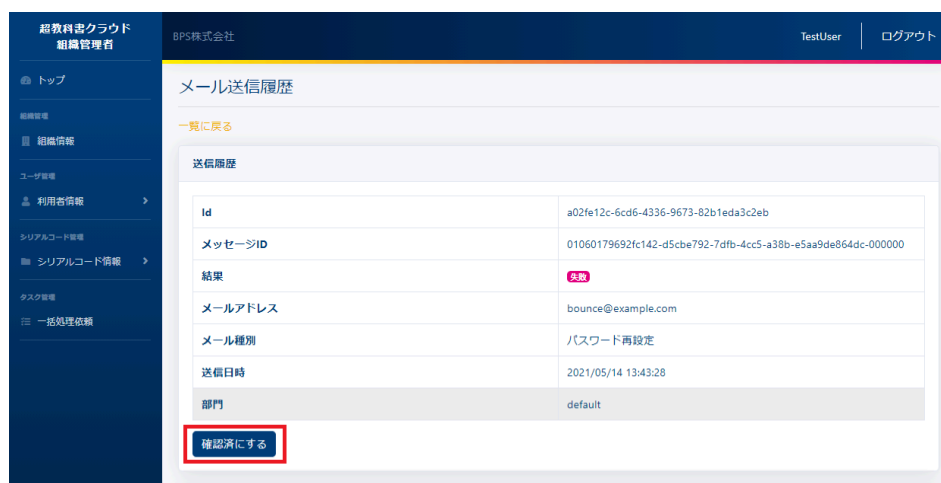 超教科書クラウド
組織管理者
BPS株式会社
TestUser
ログアウト
トップ
組織管理
組織情報
ユーザ管理
利用者情報
シリアルコード管理
シリアルコード情報
タスク管理
一括処理依頼
メール送信履歴
一覧に戻る
送信履歴
Id a02fe12c-6cd6-4336-9673-82b1eda3c2eb
メッセージID 01060179692fc142-d5cbe792-7dfb-4cc5-a38b-e5aa9de864dc-000000
結果 失敗
メールアドレス bounce@example.com
メール種別 パスワード再設定
送信日時 2021/05/14 13:43:28
部門 default
確認済にする